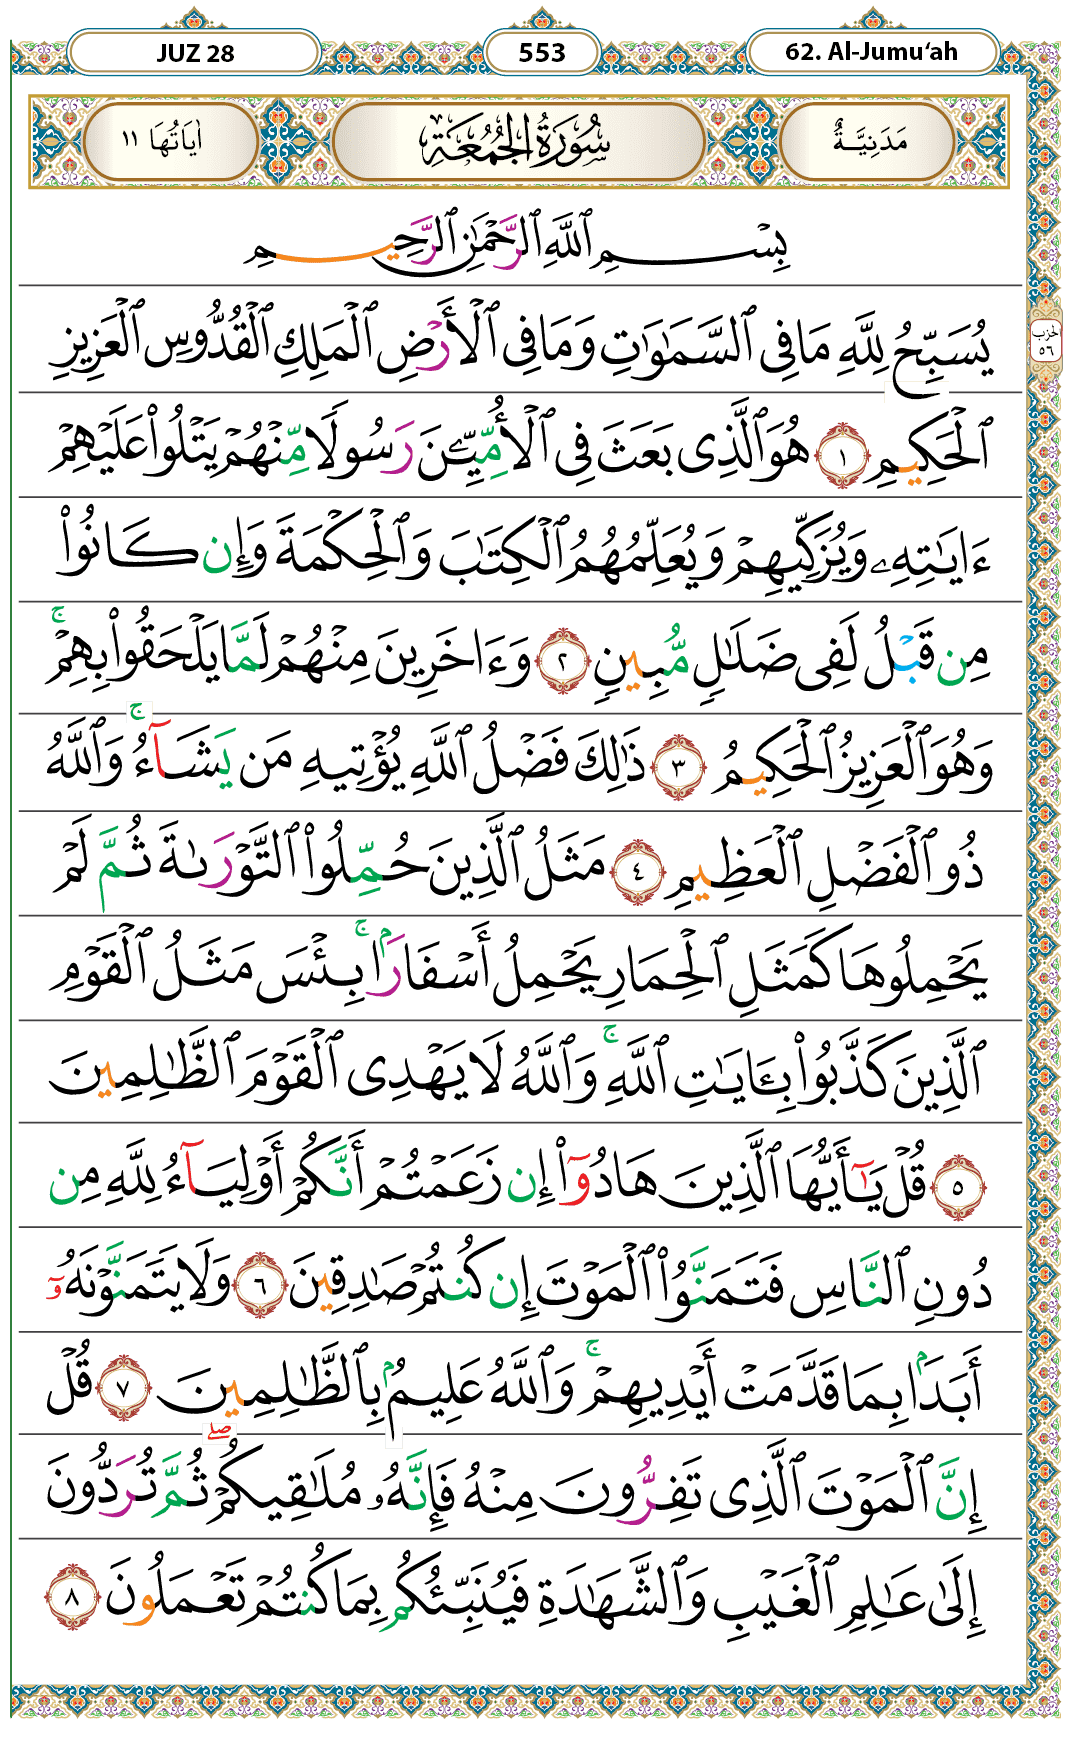 JUZ 28
553
62. Al-Jumu‘ah
مَدَنِيَّةٌ
سُورَةُ الجُمُعَةِ
اٰيَاتُهَا ١١
الحزب ٥٦
بِسْمِ ٱللَّهِ ٱلرَّحْمَٰنِ ٱلرَّحِيمِ
يُسَبِّحُ لِلَّهِ مَا فِى ٱلسَّمَٰوَٰتِ وَمَا فِى ٱلْأَرْضِ ٱلْمَلِكِ ٱلْقُدُّوسِ ٱلْعَزِيزِ
ٱلْحَكِيمِ ١ هُوَ ٱلَّذِى بَعَثَ فِى ٱلْأُمِّيِّـۧنَ رَسُولًا مِّنْهُمْ يَتْلُوا۟ عَلَيْهِمْ
ءَايَٰتِهِۦ وَيُزَكِّيهِمْ وَيُعَلِّمُهُمُ ٱلْكِتَٰبَ وَٱلْحِكْمَةَ وَإِن كَانُوا۟
مِن قَبْلُ لَفِى ضَلَٰلٍ مُّبِينٍ ٢ وَءَاخَرِينَ مِنْهُمْ لَمَّا يَلْحَقُوا۟ بِهِمْ ۚ
وَهُوَ ٱلْعَزِيزُ ٱلْحَكِيمُ ٣ ذَٰلِكَ فَضْلُ ٱللَّهِ يُؤْتِيهِ مَن يَشَآءُ ۚ وَٱللَّهُ
ذُو ٱلْفَضْلِ ٱلْعَظِيمِ ٤ مَثَلُ ٱلَّذِينَ حُمِّلُوا۟ ٱلتَّوْرَىٰةَ ثُمَّ لَمْ
يَحْمِلُوهَا كَمَثَلِ ٱلْحِمَارِ يَحْمِلُ أَسْفَارًۢا ۚ بِئْسَ مَثَلُ ٱلْقَوْمِ
ٱلَّذِينَ كَذَّبُوا۟ بِـَٔايَٰتِ ٱللَّهِ ۚ وَٱللَّهُ لَا يَهْدِى ٱلْقَوْمَ ٱلظَّٰلِمِينَ
٥ قُلْ يَٰٓأَيُّهَا ٱلَّذِينَ هَادُوٓا۟ إِن زَعَمْتُمْ أَنَّكُمْ أَوْلِيَآءُ لِلَّهِ مِن
دُونِ ٱلنَّاسِ فَتَمَنَّوُا۟ ٱلْمَوْتَ إِن كُنتُمْ صَٰدِقِينَ ٦ وَلَا يَتَمَنَّوْنَهُۥٓ
أَبَدًۢا بِمَا قَدَّمَتْ أَيْدِيهِمْ ۚ وَٱللَّهُ عَلِيمٌۢ بِٱلظَّٰلِمِينَ ٧ قُلْ
إِنَّ ٱلْمَوْتَ ٱلَّذِى تَفِرُّونَ مِنْهُ فَإِنَّهُۥ مُلَٰقِيكُمْ ۖ ثُمَّ تُرَدُّونَ
إِلَىٰ عَٰلِمِ ٱلْغَيْبِ وَٱلشَّهَٰدَةِ فَيُنَبِّئُكُم بِمَا كُنتُمْ تَعْمَلُونَ ٨